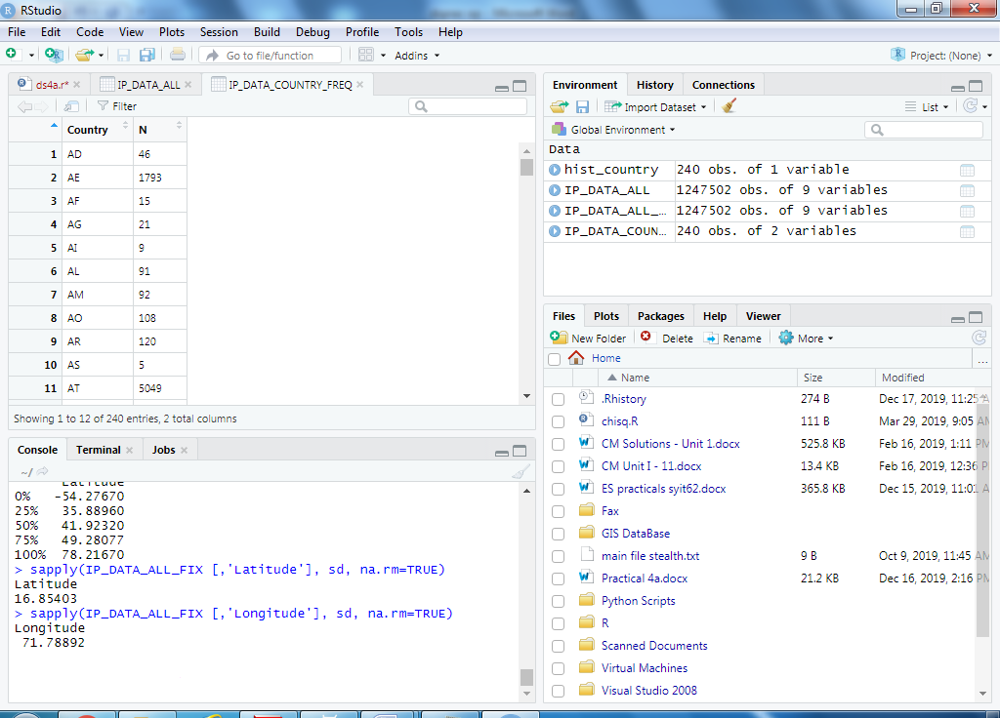 RStudio
File Edit Code View Plots Session Build Debug Profile Tools Help
Go to file/function Addins Project: (None)
ds4a.r* IP_DATA_ALL IP_DATA_COUNTRY_FREQ
Filter
Country N
1 AD 46
2 AE 1793
3 AF 15
4 AG 21
5 AI 9
6 AL 91
7 AM 92
8 AO 108
9 AR 120
10 AS 5
11 AT 5049
Showing 1 to 12 of 240 entries, 2 total columns
Console Terminal Jobs
~/
Latitude
0% -54.27670
25% 35.88960
50% 41.92320
75% 49.28077
100% 78.21670
> sapply(IP_DATA_ALL_FIX [,'Latitude'], sd, na.rm=TRUE)
Latitude
16.85403
> sapply(IP_DATA_ALL_FIX [,'Longitude'], sd, na.rm=TRUE)
Longitude
71.78892
Environment History Connections
Import Dataset List
Global Environment
Data
hist_country 240 obs. of 1 variable
IP_DATA_ALL 1247502 obs. of 9 variables
IP_DATA_ALL_… 1247502 obs. of 9 variables
IP_DATA_COUN… 240 obs. of 2 variables
Files Plots Packages Help Viewer
New Folder Delete Rename More
Home ...
Name Size Modified
.Rhistory 274 B Dec 17, 2019, 11:25 A
chisq.R 111 B Mar 29, 2019, 9:05 AM
CM Solutions - Unit 1.docx 525.8 KB Feb 16, 2019, 1:11 PM
CM Unit I - 11.docx 13.4 KB Feb 16, 2019, 12:36 P
ES practicals syit62.docx 365.8 KB Dec 15, 2019, 11:01 A
Fax
GIS DataBase
main file stealth.txt 9 B Oct 9, 2019, 11:45 AM
Practical 4a.docx 21.2 KB Dec 16, 2019, 2:16 PM
Python Scripts
R
Scanned Documents
Virtual Machines
Visual Studio 2008